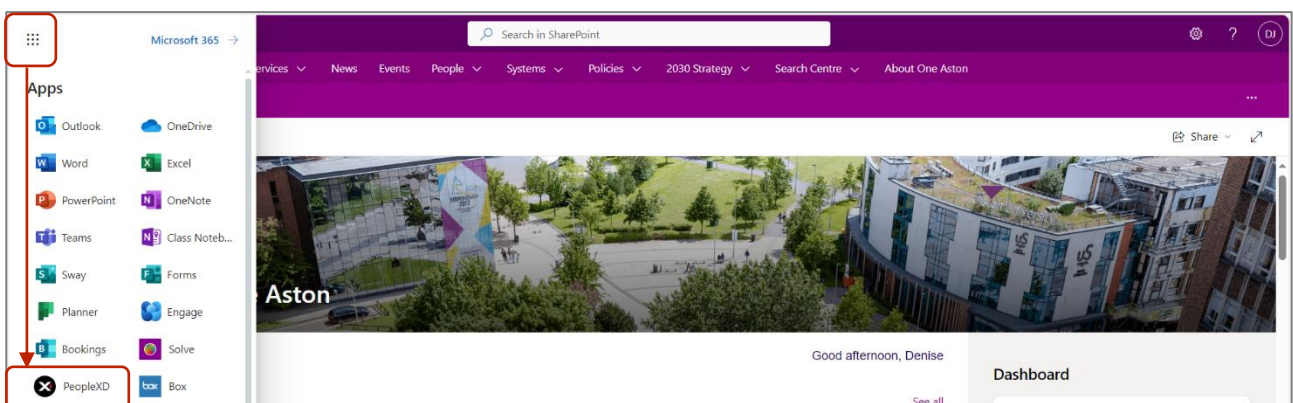 Microsoft 365 →
Search in SharePoint
? DJ
ervices News Events People Systems Policies 2030 Strategy Search Centre About One Aston
Apps
Outlook OneDrive
Word Excel
PowerPoint OneNote
Teams Class Noteb...
Sway Forms
Planner Engage
Bookings Solve
PeopleXD Box
Share
BIRMINGHAM
2022
Aston
Good afternoon, Denise
Dashboard
See all